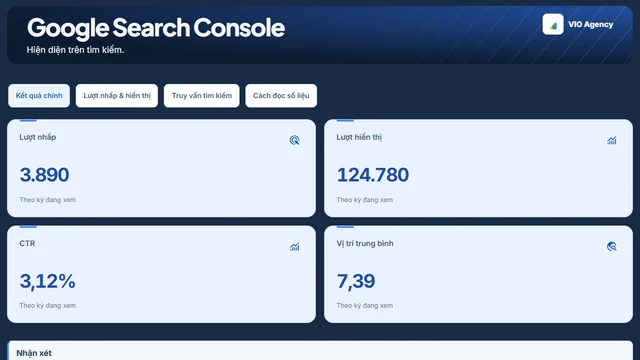 Google Search Console
Hiện diện trên tìm kiếm.
VIO Agency
Kết quả chính
Lượt nhấp & hiển thị
Truy vấn tìm kiếm
Cách đọc số liệu
Lượt nhấp
3.890
Theo kỳ đang xem
Lượt hiển thị
124.780
Theo kỳ đang xem
CTR
3,12%
Theo kỳ đang xem
Vị trí trung bình
7,39
Theo kỳ đang xem
Nhận xét